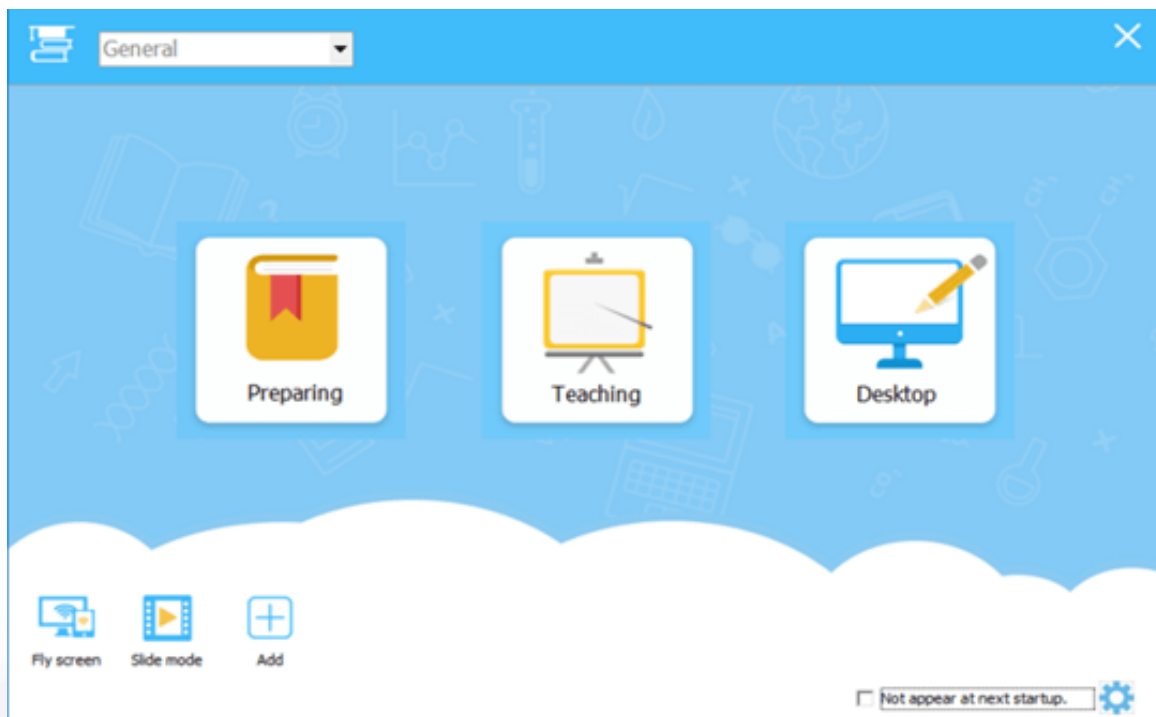 General
Preparing
Teaching
Desktop
Fly screen
Slide mode
Add
Not appear at next startup.